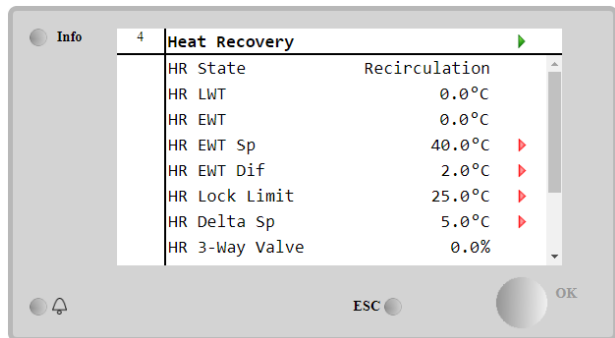 Info
4 Heat Recovery
HR State Recirculation
HR LWT 0.0°C
HR EWT 0.0°C
HR EWT Sp 40.0°C
HR EWT Dif 2.0°C
HR Lock Limit 25.0°C
HR Delta Sp 5.0°C
HR 3-Way Valve 0.0%
ESC
OK